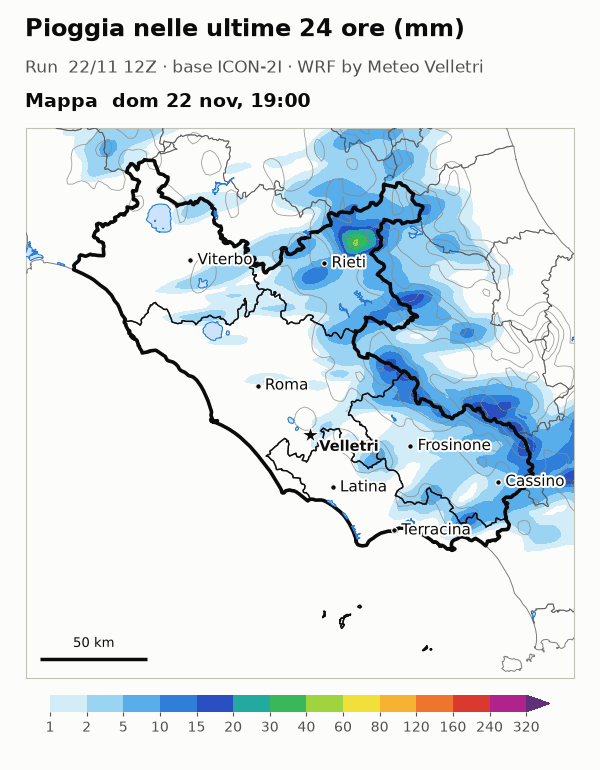 Pioggia nelle ultime 24 ore (mm)
Run  22/11 12Z · base ICON-2I · WRF by Meteo Velletri
Mappa  dom 22 nov, 19:00
Viterbo
Rieti
Roma
Velletri
Frosinone
Latina
Cassino
Terracina
50 km
1 2 5 10 15 20 30 40 60 80 120 160 240 320